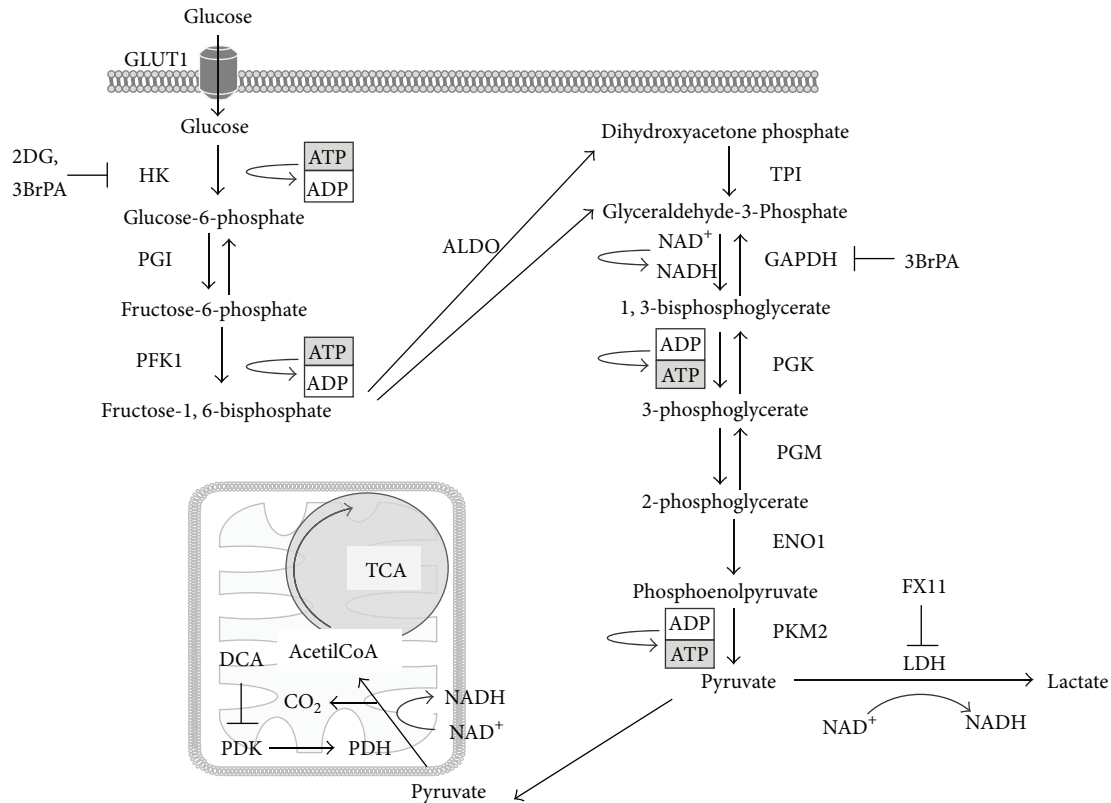 Glucose
GLUT1
Glucose
2DG,
3BrPA
HK
ATP
ADP
Glucose-6-phosphate
PGI
Fructose-6-phosphate
PFK1
ATP
ADP
Fructose-1, 6-bisphosphate
ALDO
Dihydroxyacetone phosphate
TPI
Glyceraldehyde-3-Phosphate
NAD+
NADH
GAPDH
3BrPA
1, 3-bisphosphoglycerate
ADP
ATP
PGK
3-phosphoglycerate
PGM
2-phosphoglycerate
ENO1
Phosphoenolpyruvate
ADP
ATP
PKM2
FX11
LDH
Pyruvate
Lactate
NAD+
NADH
TCA
AcetilCoA
DCA
CO2
NADH
NAD+
PDK
PDH
Pyruvate